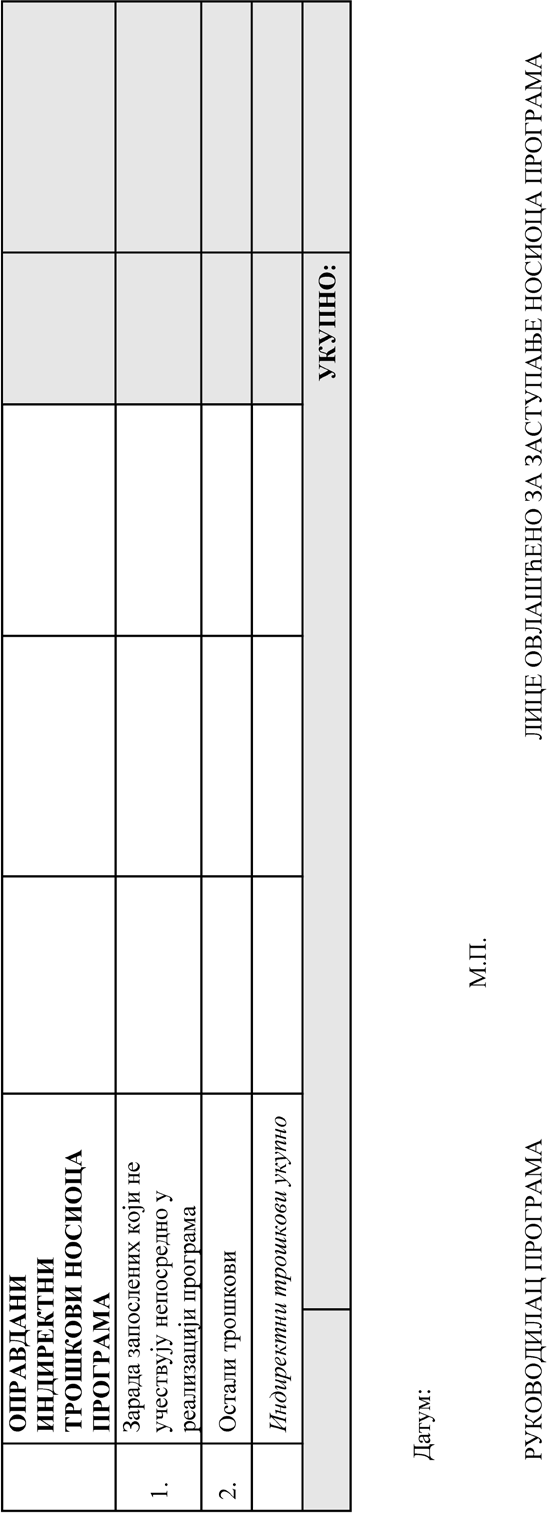 ОПРАВДАНИ
ИНДИРЕКТНИ
ТРОШКОВИ НОСИОЦА
ПРОГРАМА
1.
Зарада запослених који не
учествују непосредно у
реализацији програма
2.
Остали трошкови
Индиректни трошкови укупно
УКУПНО:
Датум:
М.П.
РУКОВОДИЛАЦ ПРОГРАМА
ЛИЦЕ ОВЛАШЋЕНО ЗА ЗАСТУПАЊЕ НОСИОЦА ПРОГРАМА